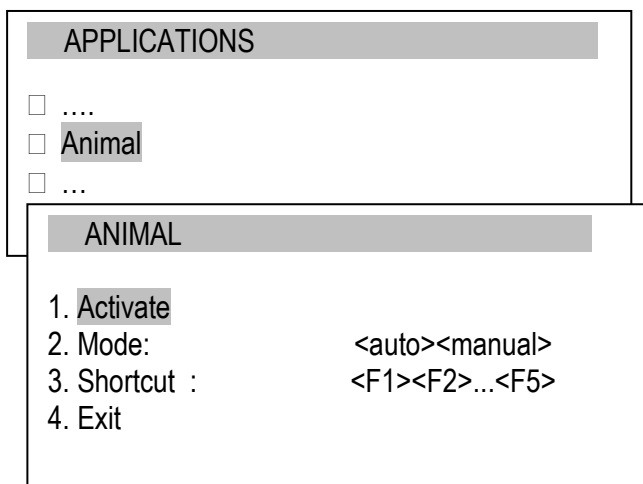 APPLICATIONS
□ ....
□ Animal
□ ...
ANIMAL
1. Activate
2. Mode: <auto><manual>
3. Shortcut : <F1><F2>...<F5>
4. Exit